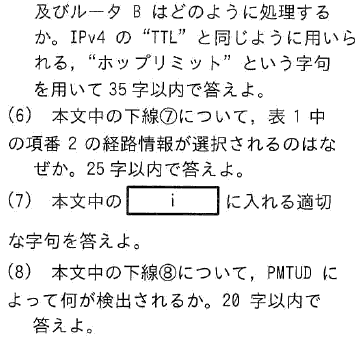 及びルータ B はどのように処理する
か。IPv4 の “TTL” と同じように用いら
れる，“ホップリミット” という字句
を用いて 35 字以内で答えよ。
(6) 本文中の下線⑦について，表 1 中
の項番 2 の経路情報が選択されるのはな
ぜか。25 字以内で答えよ。
(7) 本文中の i に入れる適切
な字句を答えよ。
(8) 本文中の下線⑧について，PMTUD に
よって何が検出されるか。20 字以内で
答えよ。